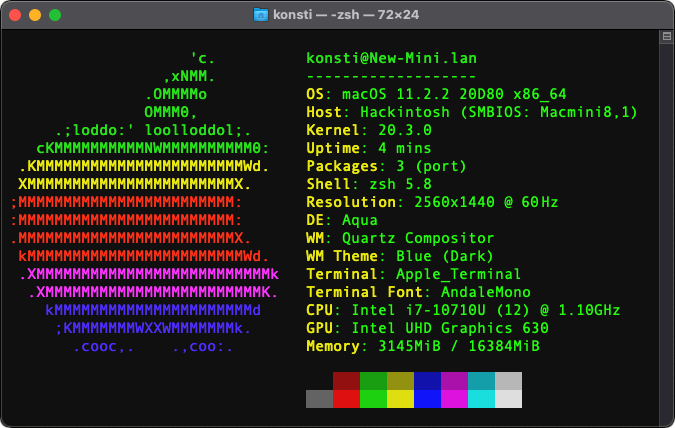 konsti — -zsh — 72×24
'c.
,xNMM.
.OMMMMo
OMMM0,
.;loddo:' loolloddol;.
cKMMMMMMMMMMNWMMMMMMMMMM0:
.KMMMMMMMMMMMMMMMMMMMMMMMWd.
XMMMMMMMMMMMMMMMMMMMMMMMX.
;MMMMMMMMMMMMMMMMMMMMMMMM:
:MMMMMMMMMMMMMMMMMMMMMMMM:
.MMMMMMMMMMMMMMMMMMMMMMMMX.
kMMMMMMMMMMMMMMMMMMMMMMMMWd.
.XMMMMMMMMMMMMMMMMMMMMMMMMMMk
.XMMMMMMMMMMMMMMMMMMMMMMMMK.
kMMMMMMMMMMMMMMMMMMMMMMd
;KMMMMMMMWXXWMMMMMMMk.
.cooc,. .,coo:.
konsti@New-Mini.lan
-------------------
OS: macOS 11.2.2 20D80 x86_64
Host: Hackintosh (SMBIOS: Macmini8,1)
Kernel: 20.3.0
Uptime: 4 mins
Packages: 3 (port)
Shell: zsh 5.8
Resolution: 2560x1440 @ 60Hz
DE: Aqua
WM: Quartz Compositor
WM Theme: Blue (Dark)
Terminal: Apple_Terminal
Terminal Font: AndaleMono
CPU: Intel i7-10710U (12) @ 1.10GHz
GPU: Intel UHD Graphics 630
Memory: 3145MiB / 16384MiB